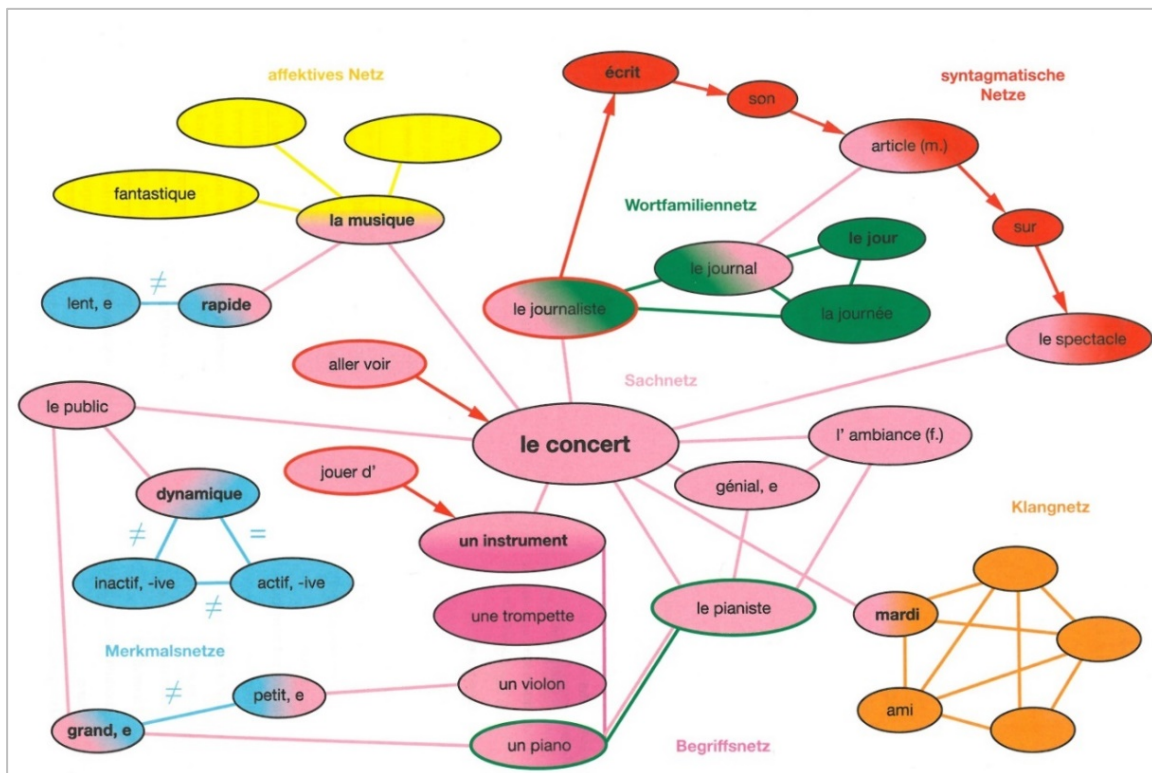 affektives Netz
écrit
son
syntagmatische
Netze
article (m.)
fantastique
la musique
Wortfamiliennetz
le jour
sur
le journal
lent, e
≠
rapide
le journaliste
la journée
le spectacle
aller voir
Sachnetz
le public
le concert
l' ambiance (f.)
jouer d'
génial, e
dynamique
Klangnetz
≠
=
un instrument
inactif, -ive
actif, -ive
≠
une trompette
le pianiste
mardi
Merkmalsnetze
≠
petit, e
un violon
ami
grand, e
un piano
Begriffsnetz